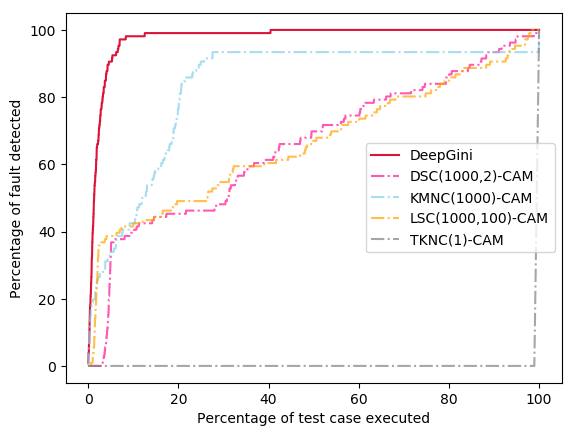 100
80
60
40
20
0
Percentage of fault detected
DeepGini
DSC(1000,2)-CAM
KMNC(1000)-CAM
LSC(1000,100)-CAM
TKNC(1)-CAM
0 20 40 60 80 100
Percentage of test case executed